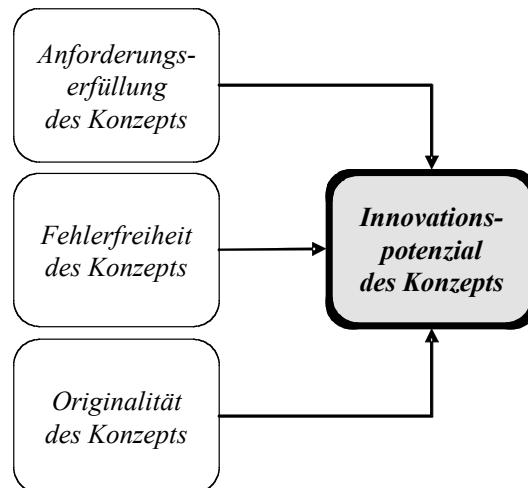 Anforderungs-
erfüllung
des Konzepts
Fehlerfreiheit
des Konzepts
Originalität
des Konzepts
Innovations-
potenzial
des Konzepts